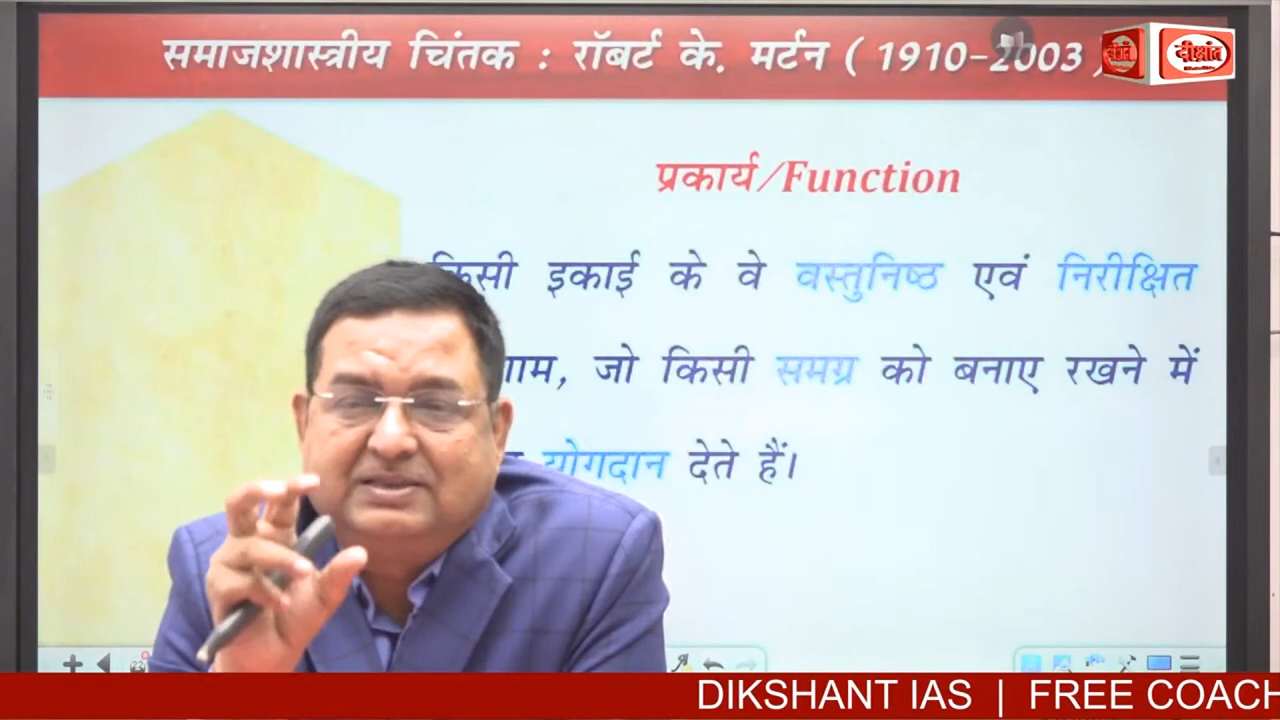 समाजशास्त्रीय चिंतक : रॉबर्ट के. मर्टन ( 1910-2003 )
दीक्षांत
प्रकार्य/Function
किसी इकाई के वे वस्तुनिष्ठ एवं निरीक्षित
जो किसी समग्र को बनाए रखने में
योगदान देते हैं।
DIKSHANT IAS | FREE COACH